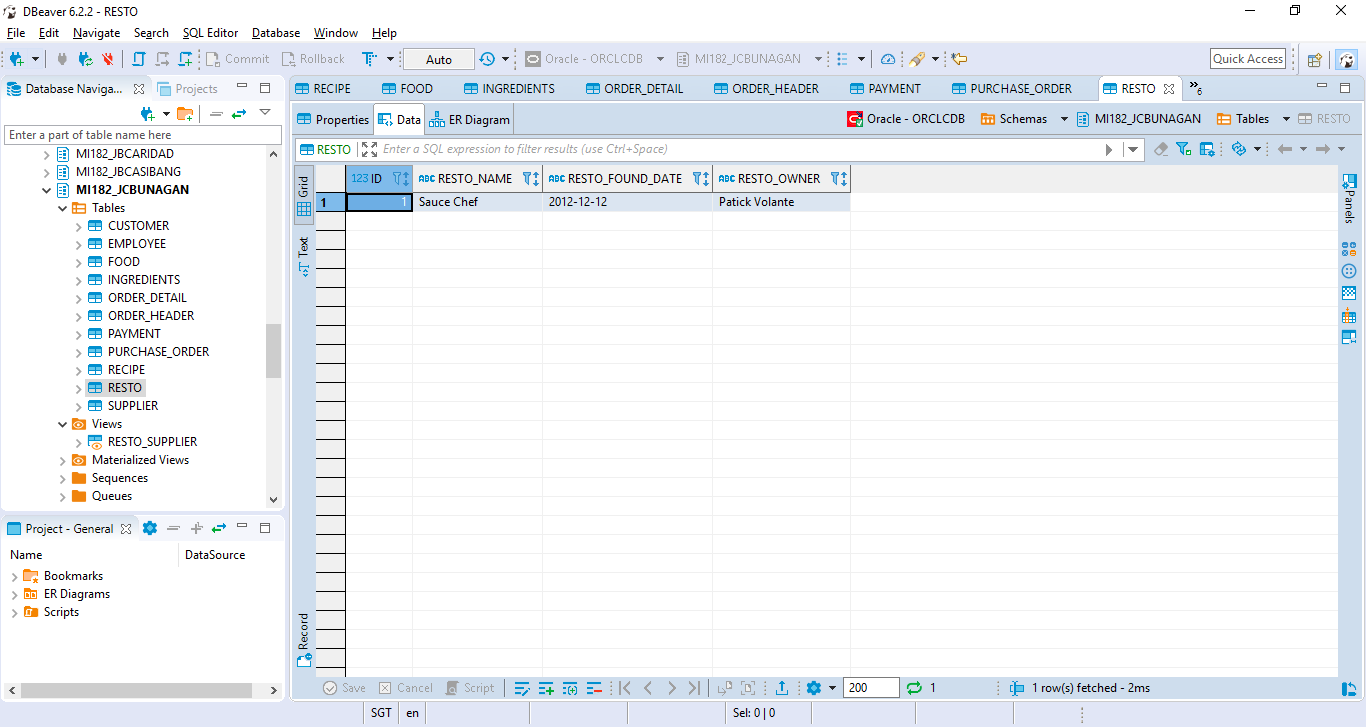 DBeaver 6.2.2 - RESTO
File Edit Navigate Search SQL Editor Database Window Help
Commit Rollback Auto Oracle - ORCLCDB MI182_JCBUNAGAN Quick Access
Database Naviga... Projects
Enter a part of table name here
MI182_JBCARIDAD
MI182_JBCASIBANG
MI182_JCBUNAGAN
Tables
CUSTOMER
EMPLOYEE
FOOD
INGREDIENTS
ORDER_DETAIL
ORDER_HEADER
PAYMENT
PURCHASE_ORDER
RECIPE
RESTO
SUPPLIER
Views
RESTO_SUPPLIER
Materialized Views
Sequences
Queues
Project - General
Name DataSource
Bookmarks
ER Diagrams
Scripts
RECIPE FOOD INGREDIENTS ORDER_DETAIL ORDER_HEADER PAYMENT PURCHASE_ORDER RESTO »6
Properties Data ER Diagram Oracle - ORCLCDB Schemas MI182_JCBUNAGAN Tables RESTO
RESTO Enter a SQL expression to filter results (use Ctrl+Space)
Grid
Text
Record
123 ID ABC RESTO_NAME ABC RESTO_FOUND_DATE ABC RESTO_OWNER
1 1 Sauce Chef 2012-12-12 Patick Volante
Panels
Save Cancel Script 200 1 1 row(s) fetched - 2ms
SGT en Sel: 0 | 0